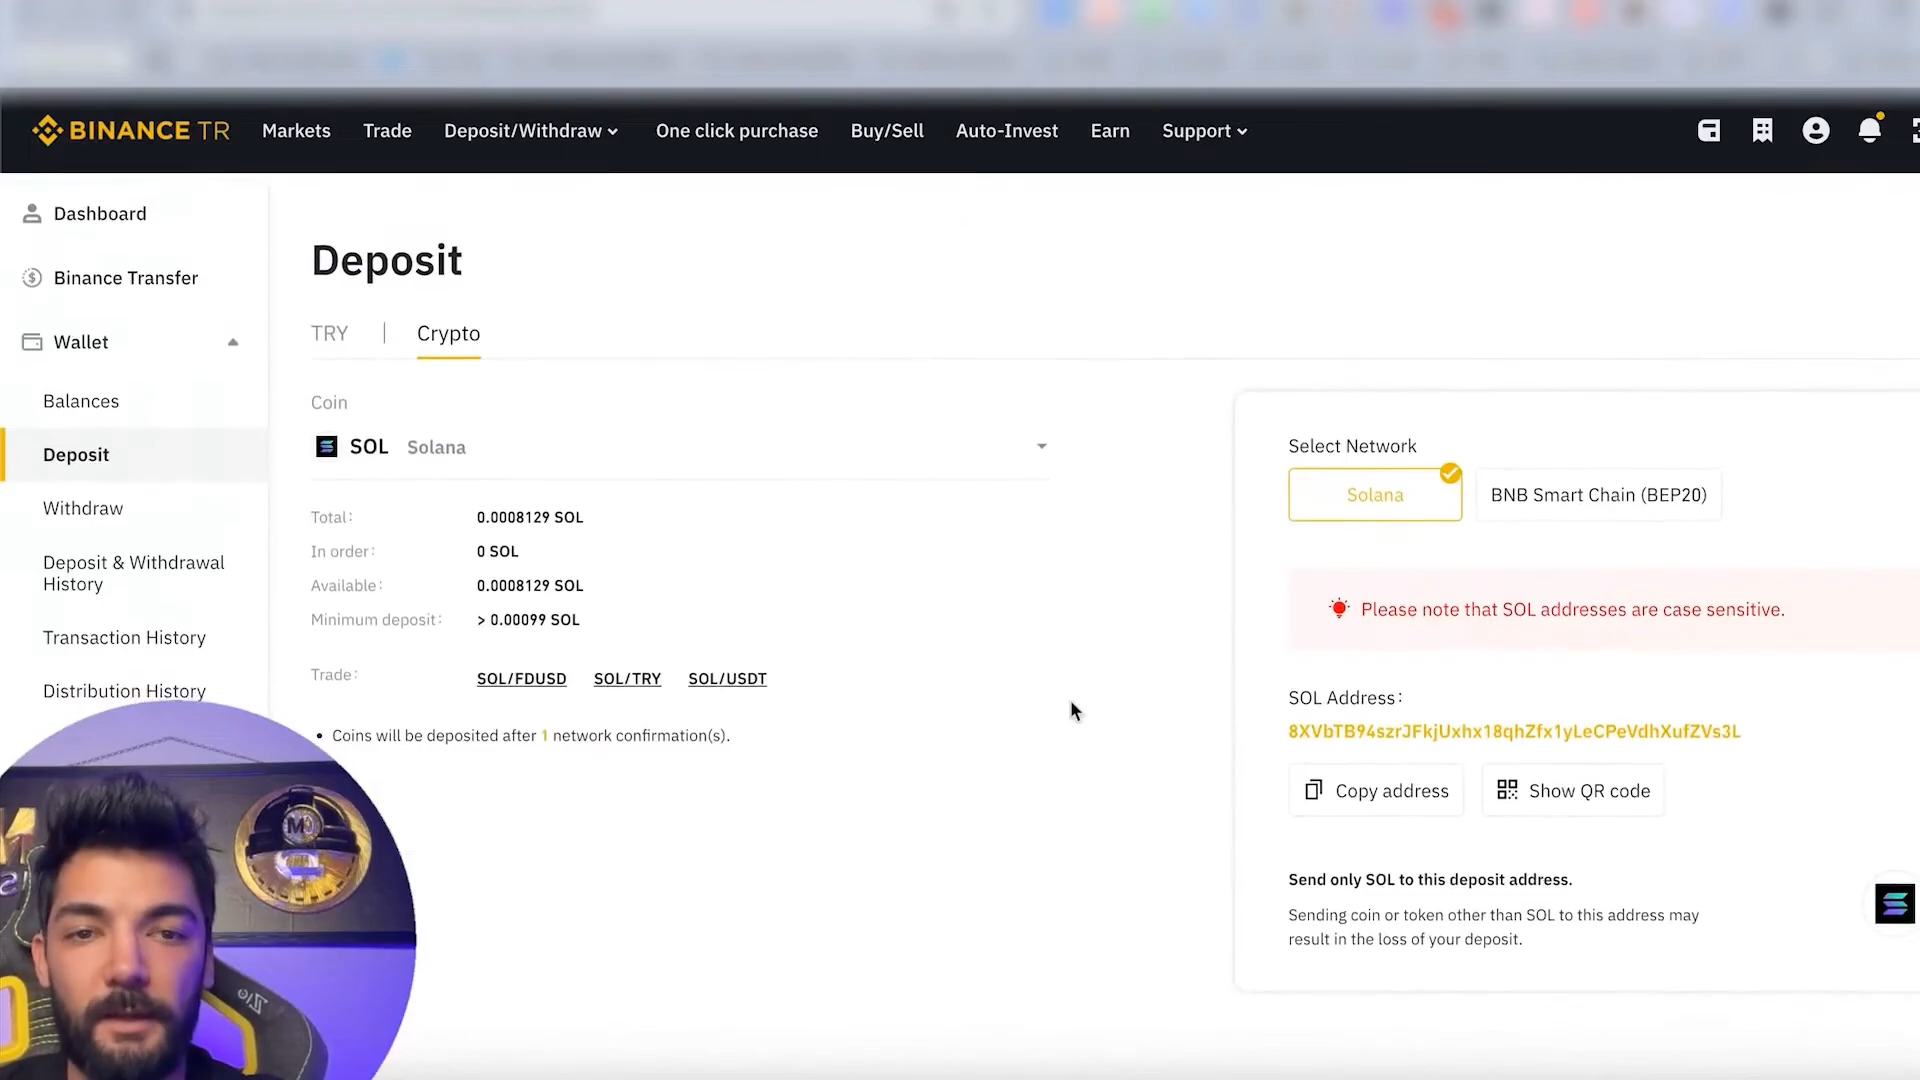 BINANCE TR
Markets
Trade
Deposit/Withdraw
One click purchase
Buy/Sell
Auto-Invest
Earn
Support
Dashboard
Binance Transfer
Wallet
Balances
Deposit
Withdraw
Deposit & Withdrawal
History
Transaction History
Distribution History
Deposit
TRY | Crypto
Coin
SOL Solana
Total: 0.0008129 SOL
In order: 0 SOL
Available: 0.0008129 SOL
Minimum deposit: > 0.00099 SOL
Trade: SOL/FDUSD SOL/TRY SOL/USDT
• Coins will be deposited after 1 network confirmation(s).
Select Network
Solana
BNB Smart Chain (BEP20)
Please note that SOL addresses are case sensitive.
SOL Address:
8XVbTB94szrJFkjUxhx18qhZfx1yLeCPeVdhXufZVs3L
Copy address
Show QR code
Send only SOL to this deposit address.
Sending coin or token other than SOL to this address may
result in the loss of your deposit.